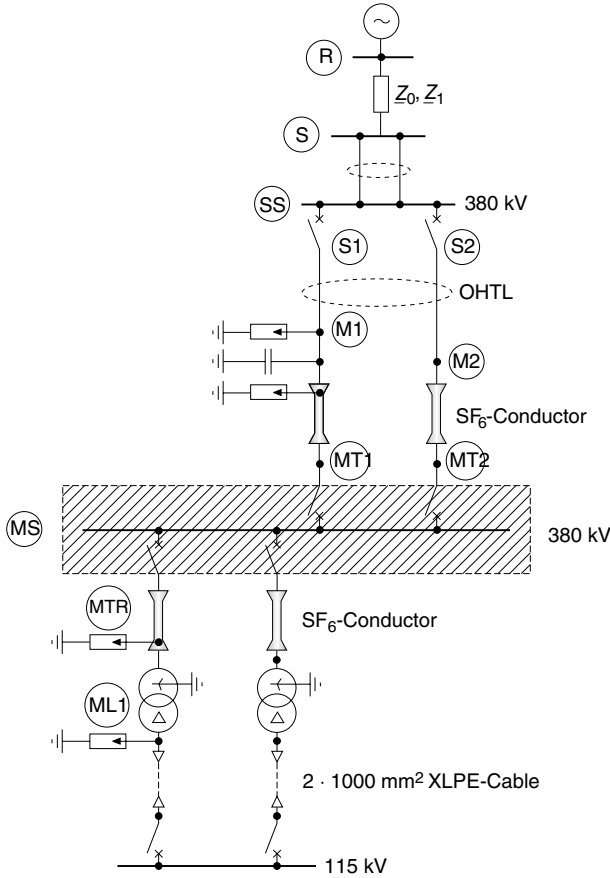 R
Z0, Z1
S
SS
380 kV
S1
S2
OHTL
M1
M2
SF6-Conductor
MT1
MT2
MS
380 kV
MTR
SF6-Conductor
ML1
2 · 1000 mm² XLPE-Cable
115 kV